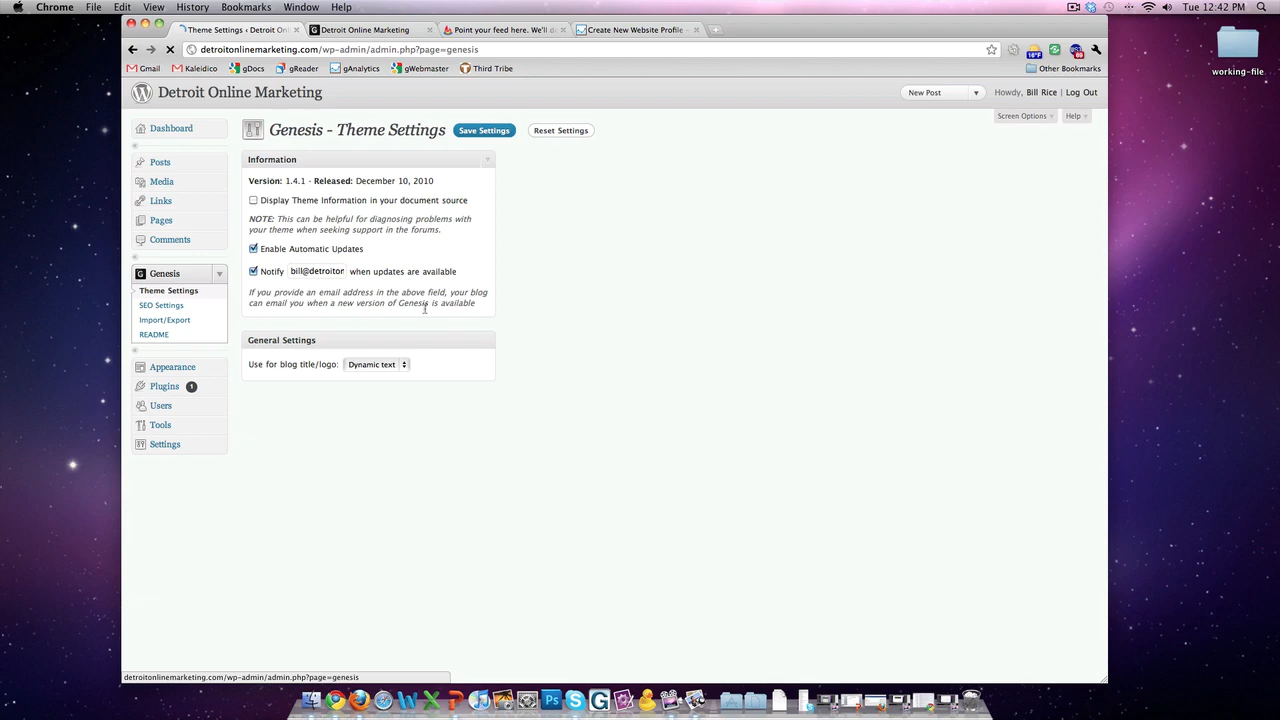 Chrome File Edit View History Bookmarks Window Help
Tue 12:42 PM
Theme Settings ‹ Detroit Onl
Detroit Online Marketing
Point your feed here. We'll d
Create New Website Profile
detroitonlinemarketing.com/wp-admin/admin.php?page=genesis
Gmail Kaleidico gDocs gReader gAnalytics gWebmaster Third Tribe
Other Bookmarks
working-file
Detroit Online Marketing
New Post
Howdy, Bill Rice | Log Out
Screen Options
Help
Dashboard
Posts
Media
Links
Pages
Comments
Genesis
Theme Settings
SEO Settings
Import/Export
README
Appearance
Plugins 1
Users
Tools
Settings
Genesis - Theme Settings
Save Settings
Reset Settings
Information
Version: 1.4.1 - Released: December 10, 2010
Display Theme Information in your document source
NOTE: This can be helpful for diagnosing problems with
your theme when seeking support in the forums.
Enable Automatic Updates
Notify bill@detroitor when updates are available
If you provide an email address in the above field, your blog
can email you when a new version of Genesis is available
General Settings
Use for blog title/logo: Dynamic text
detroitonlinemarketing.com/wp-admin/admin.php?page=genesis